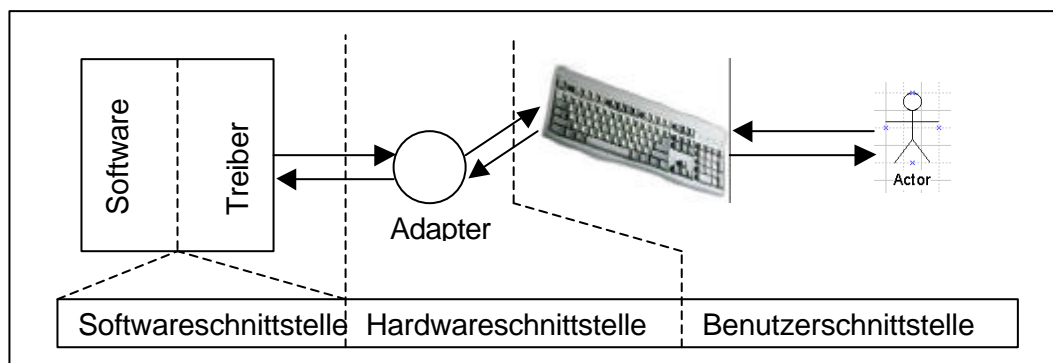 Software
Treiber
Adapter
Actor
Softwareschnittstelle
Hardwareschnittstelle
Benutzerschnittstelle